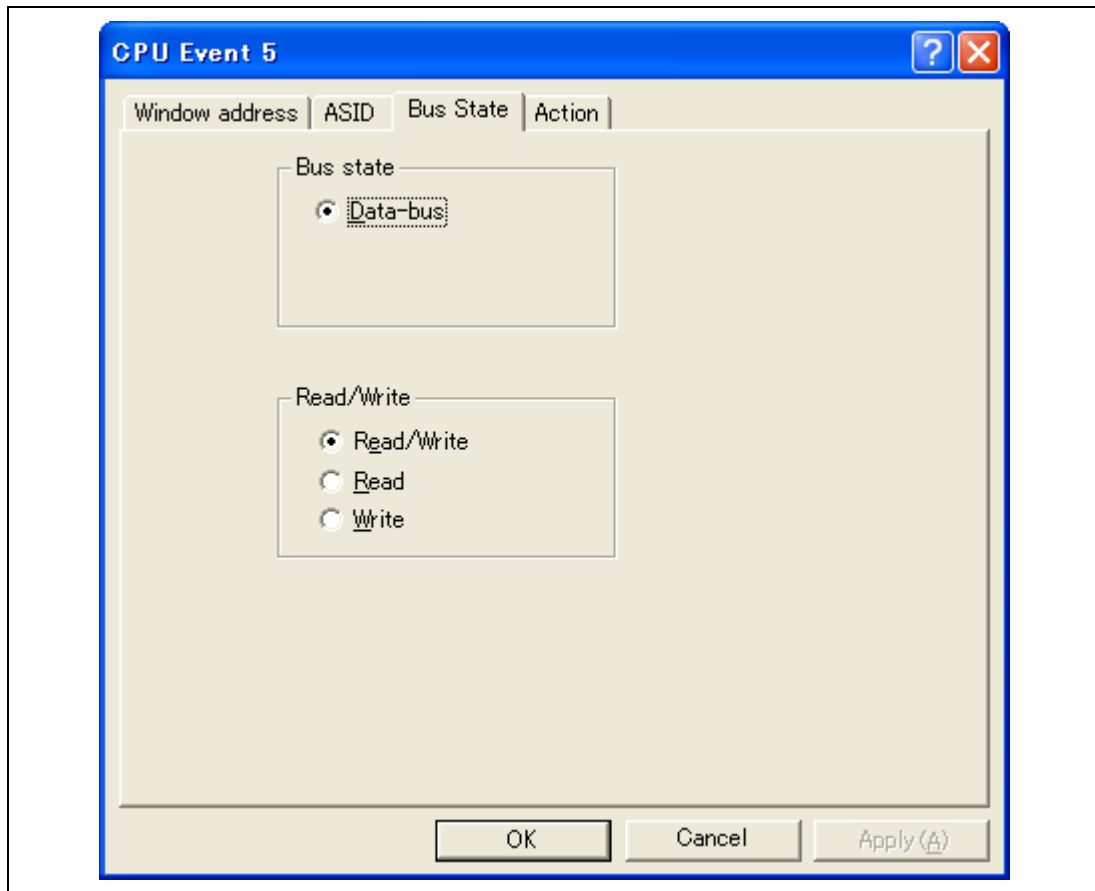 CPU Event 5
Window address ASID Bus State Action
Bus state
Data-bus
Read/Write
Read/Write
Read
Write
OK Cancel Apply(A)